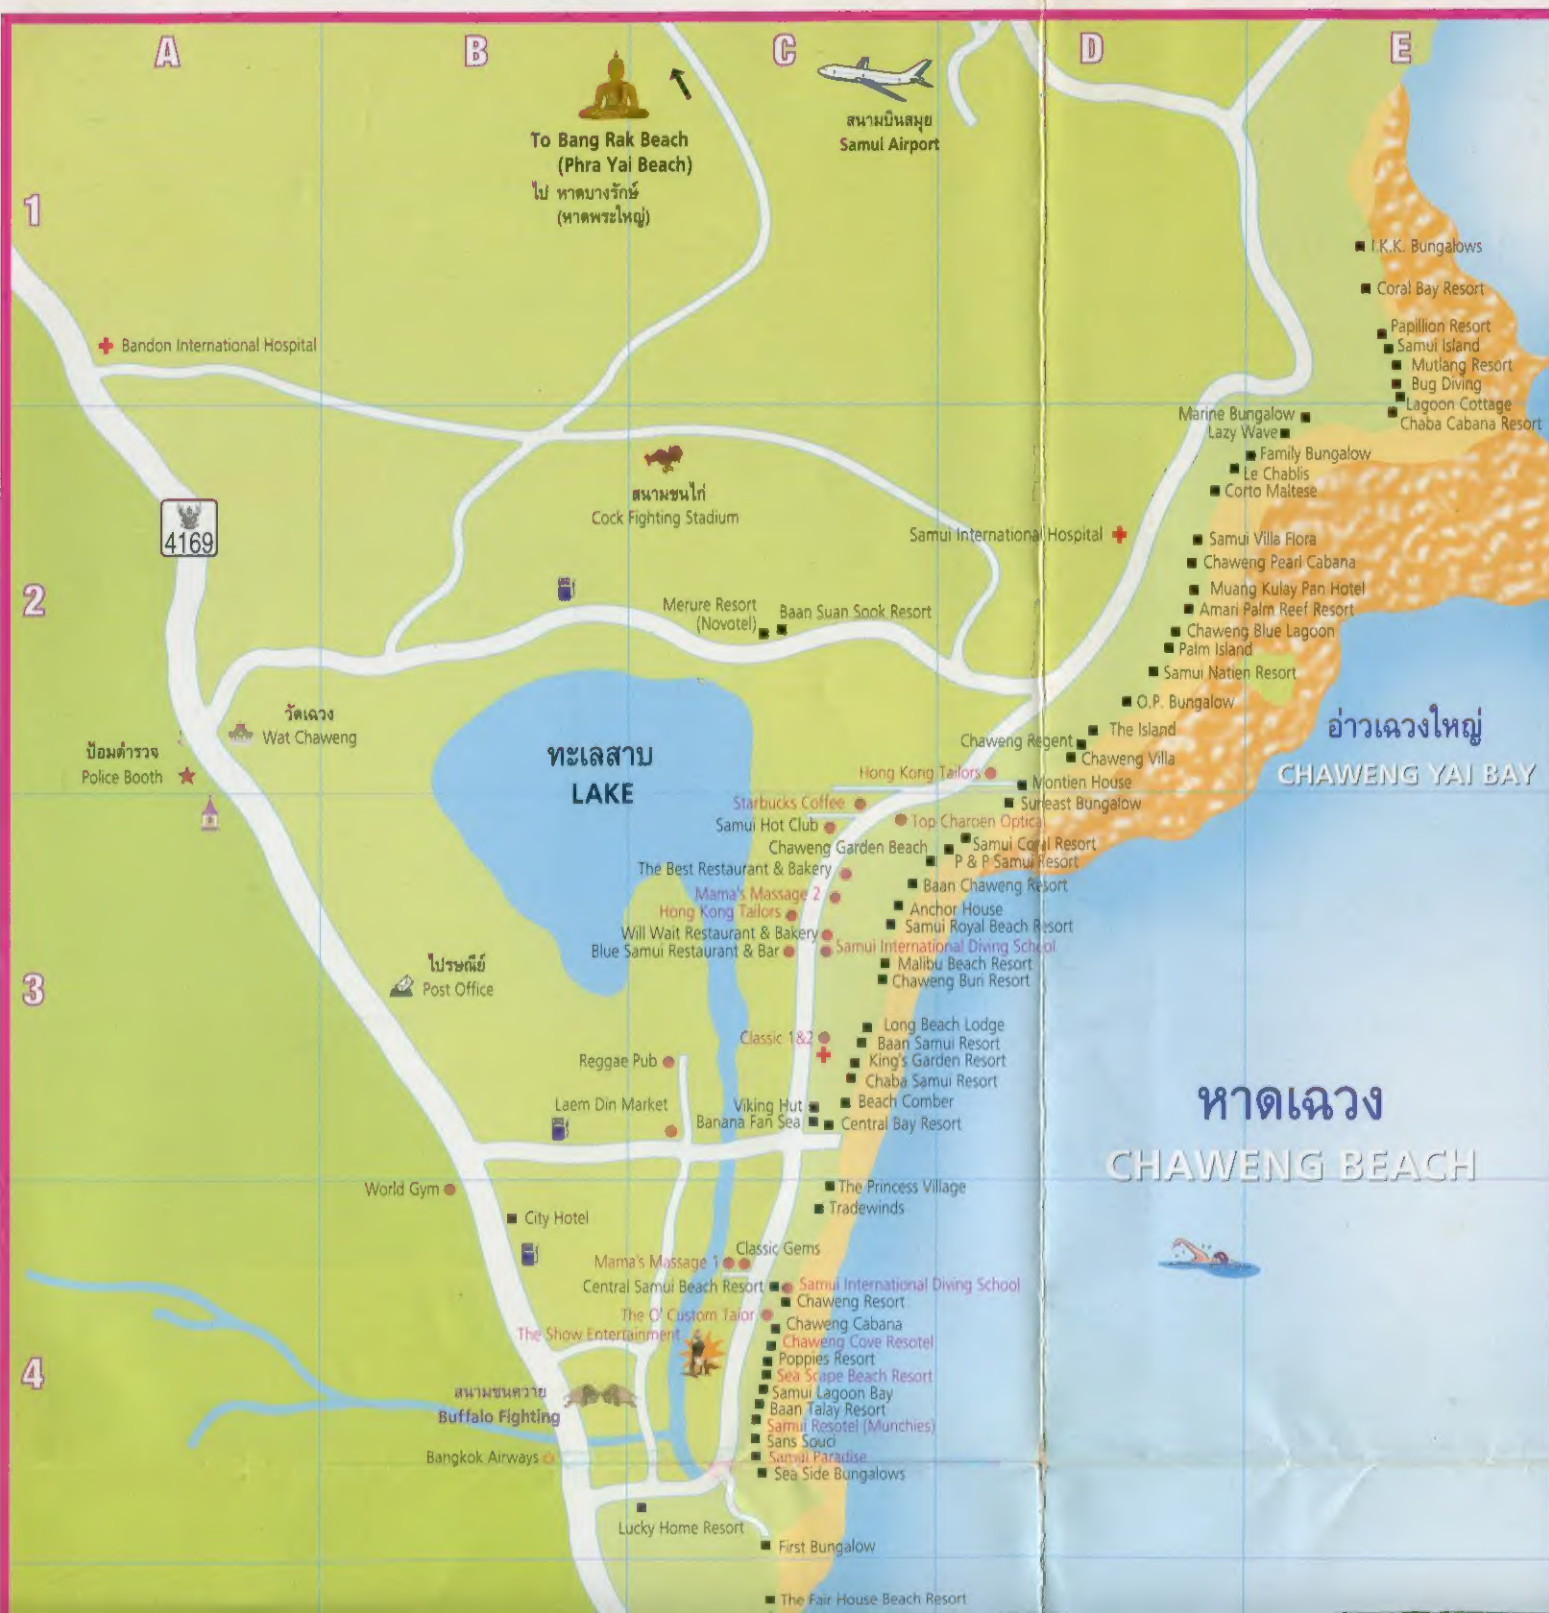 A
B
C
D
E
1
2
3
4
To Bang Rak Beach
(Phra Yai Beach)
ไป หาดบางรักษ์
(หาดพระใหญ่)
สนามบินสมุย
Samui Airport
I.K.K. Bungalows
Coral Bay Resort
Bandon International Hospital
Papillion Resort
Samui Island
Mutiang Resort
Bug Diving
Lagoon Cottage
Chaba Cabana Resort
Marine Bungalow
Lazy Wave
Family Bungalow
Le Chablis
Corto Maltese
สนามชนไก่
Cock Fighting Stadium
4169
Samui International Hospital
Samui Villa Flora
Chaweng Pearl Cabana
Muang Kulay Pan Hotel
Amari Palm Reef Resort
Chaweng Blue Lagoon
Palm Island
Samui Natien Resort
O.P. Bungalow
Merure Resort
(Novotel)
Baan Suan Sook Resort
วัดเฉวง
Wat Chaweng
ป้อมตำรวจ
Police Booth
ทะเลสาบ
LAKE
The Island
Chaweng Regent
Chaweng Villa
อ่าวเฉวงใหญ่
CHAWENG YAI BAY
Hong Kong Tailors
Montien House
Starbucks Coffee
Suneast Bungalow
Samui Hot Club
Top Charoen Optical
Chaweng Garden Beach
Samui Coral Resort
P & P Samui Resort
The Best Restaurant & Bakery
Baan Chaweng Resort
Mama's Massage 2
Hong Kong Tailors
Anchor House
Samui Royal Beach Resort
Will Wait Restaurant & Bakery
Blue Samui Restaurant & Bar
Samui International Diving School
Malibu Beach Resort
Chaweng Buri Resort
ไปรษณีย์
Post Office
Long Beach Lodge
Classic 1&2
Baan Samui Resort
King's Garden Resort
Chaba Samui Resort
Reggae Pub
Laem Din Market
Viking Hut
Beach Comber
Banana Fan Sea
Central Bay Resort
หาดเฉวง
CHAWENG BEACH
World Gym
The Princess Village
Tradewinds
City Hotel
Classic Gems
Mama's Massage 1
Central Samui Beach Resort
Samui International Diving School
Chaweng Resort
The O' Custom Taior
Chaweng Cabana
The Show Entertainment
Chaweng Cove Resotel
Poppies Resort
Sea Scape Beach Resort
Samui Lagoon Bay
Baan Talay Resort
Samui Resotel (Munchies)
Sans Souci
Samui Paradise
Sea Side Bungalows
สนามชนควาย
Buffalo Fighting
Bangkok Airways
Lucky Home Resort
First Bungalow
The Fair House Beach Resort